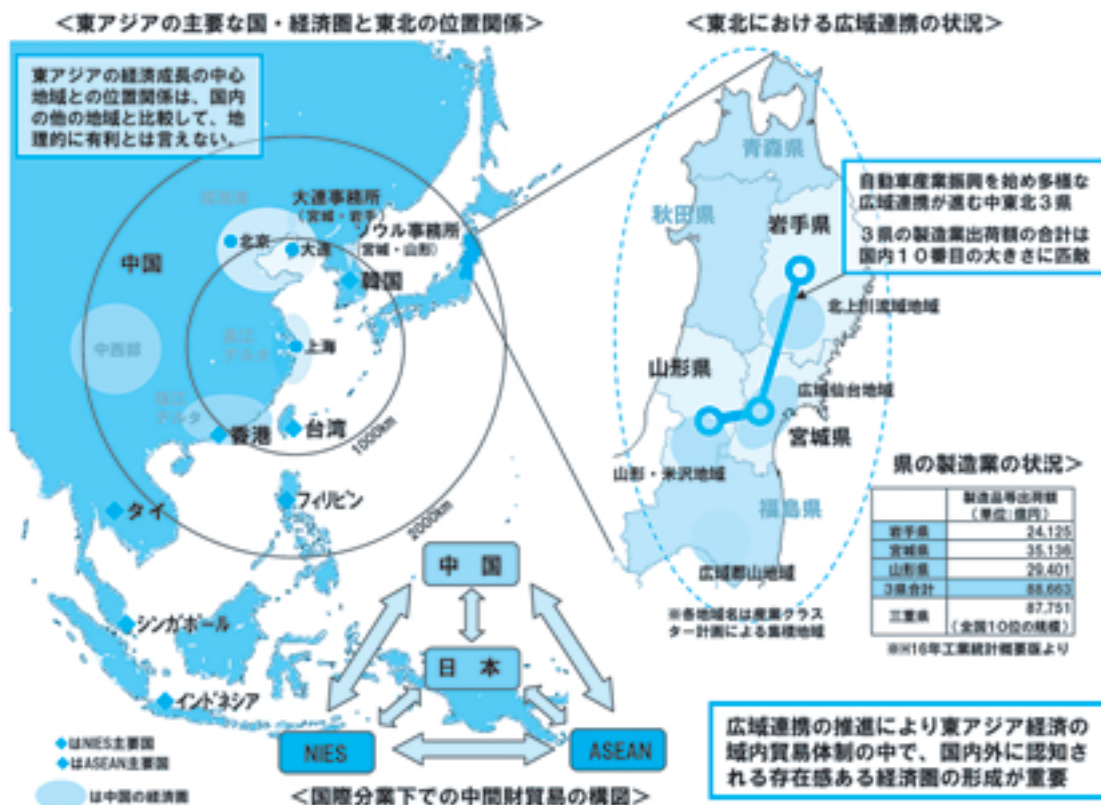 ＜東アジアの主要な国・経済圏と東北の位置関係＞
東アジアの経済成長の中心
地域との位置関係は、国内
の他の地域と比較して、地
理的に有利とは言えない。
大連事務所
（宮城・岩手）
ソウル事務所
（宮城・山形）
北京
大連
中国
韓国
中西部
長江
デルタ
上海
デルタ
香港
台湾
1000km
2000km
タイ
フィリピン
シンガポール
インドネシア
中 国
日 本
NIES
ASEAN
◆はNIES主要国
◆はASEAN主要国
は中国の経済圏
＜国際分業下での中間財貿易の構図＞
＜東北における広域連携の状況＞
青森県
秋田県
岩手県
自動車産業振興を始め多様な
広域連携が進む中東北３県
３県の製造業出荷額の合計は
国内１０番目の大きさに匹敵
北上川流域地域
山形県
広域仙台地域
宮城県
山形・米沢地域
福島県
広域郡山地域
※各地域名は産業クラス
ター計画による集積地域
県の製造業の状況＞
製造品等出荷額
（単位：億円）
岩手県 24,125
宮城県 35,136
山形県 29,401
3県合計 88,663
三重県 87,751
（全国10位の規模）
※H16年工業統計概要版より
広域連携の推進により東アジア経済の
域内貿易体制の中で、国内外に認知さ
れる存在感ある経済圏の形成が重要